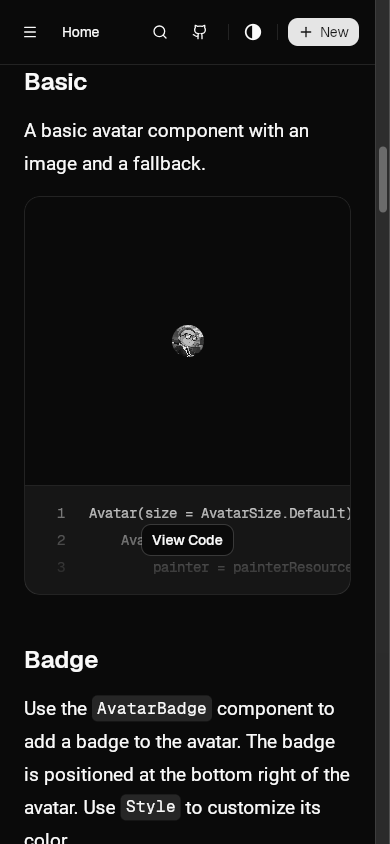 Home
New
Basic
A basic avatar component with an
image and a fallback.
1 Avatar(size = AvatarSize.Default)
2 Ava
View Code
3 painter = painterResource
Badge
Use the AvatarBadge component to
add a badge to the avatar. The badge
is positioned at the bottom right of the
avatar. Use Style to customize its
color.